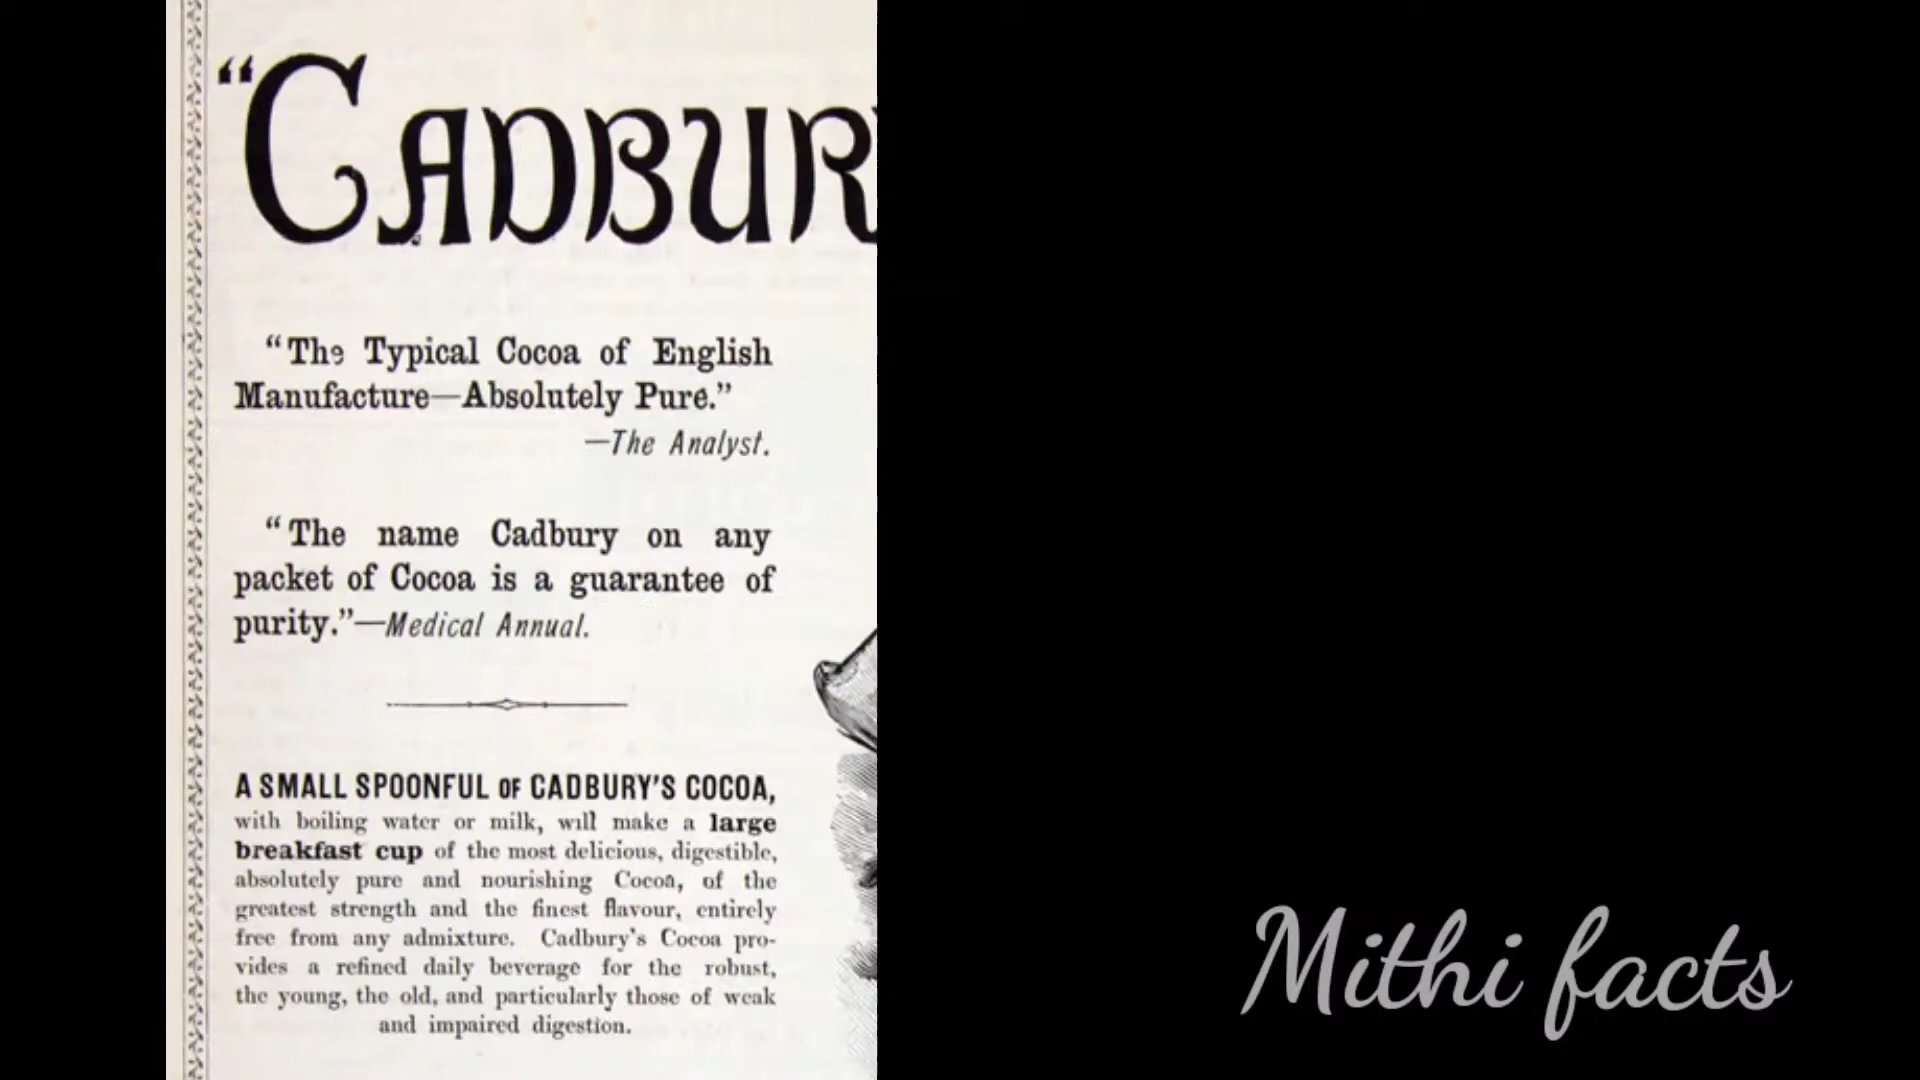 “CADBUR
“The Typical Cocoa of English
Manufacture—Absolutely Pure.”
—The Analyst.
“The name Cadbury on any
packet of Cocoa is a guarantee of
purity.”—Medical Annual.
A SMALL SPOONFUL OF CADBURY'S COCOA,
with boiling water or milk, will make a large
breakfast cup of the most delicious, digestible,
absolutely pure and nourishing Cocoa, of the
greatest strength and the finest flavour, entirely
free from any admixture. Cadbury's Cocoa pro-
vides a refined daily beverage for the robust,
the young, the old, and particularly those of weak
and impaired digestion.
Mithi facts